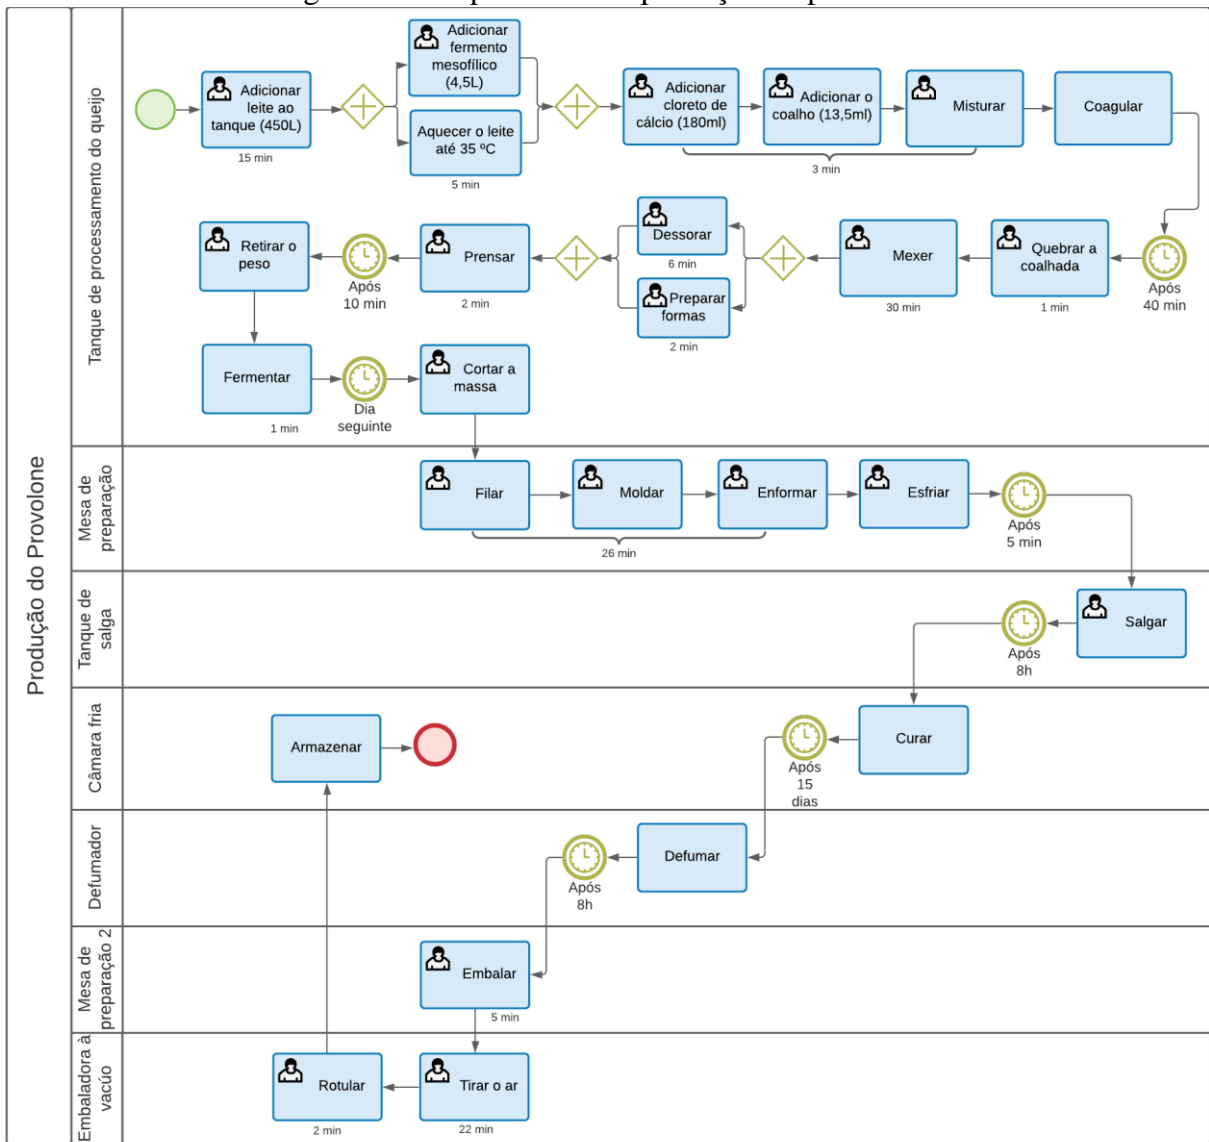 Produção do Provolone
Tanque de processamento do queijo
Adicionar
leite ao
tanque (450L)
15 min
Adicionar
fermento
mesofílico
(4,5L)
Aquecer o leite
até 35 ºC
5 min
Adicionar
cloreto de
cálcio (180ml)
Adicionar o
coalho (13,5ml)
Misturar
3 min
Coagular
Após
40 min
Quebrar a
coalhada
1 min
Mexer
30 min
Dessorar
6 min
Preparar
formas
2 min
Prensar
2 min
Após
10 min
Retirar o
peso
Fermentar
1 min
Dia
seguinte
Cortar a
massa
Mesa de
preparação
Filar
Moldar
Enformar
26 min
Esfriar
Após
5 min
Tanque de
salga
Salgar
Após
8h
Câmara fria
Curar
Após
15
dias
Armazenar
Defumador
Defumar
Após
8h
Mesa de
preparação 2
Embalar
5 min
Embaladora à
vacúo
Tirar o ar
22 min
Rotular
2 min